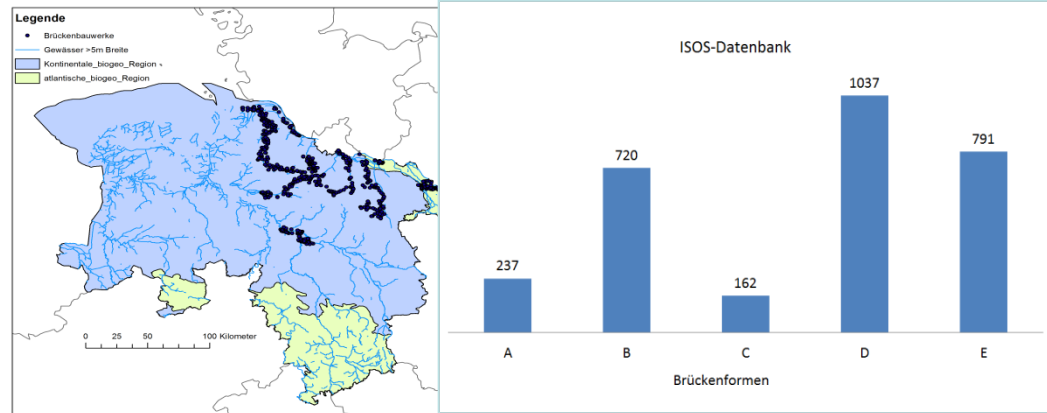 Legende
Brückenbauwerke
Gewässer >5m Breite
Kontinentale_biogeo_Region
atlantische_biogeo_Region
0 25 50 100 Kilometer
ISOS-Datenbank
237
720
162
1037
791
A B C D E
Brückenformen